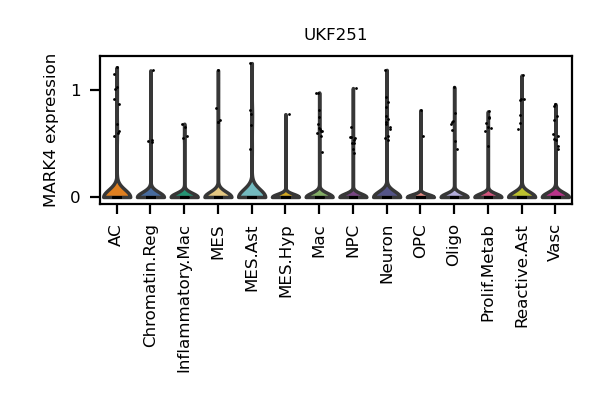 UKF251
MARK4 expression
1
0
AC
Chromatin.Reg
Inflammatory.Mac
MES
MES.Ast
MES.Hyp
Mac
NPC
Neuron
OPC
Oligo
Prolif.Metab
Reactive.Ast
Vasc